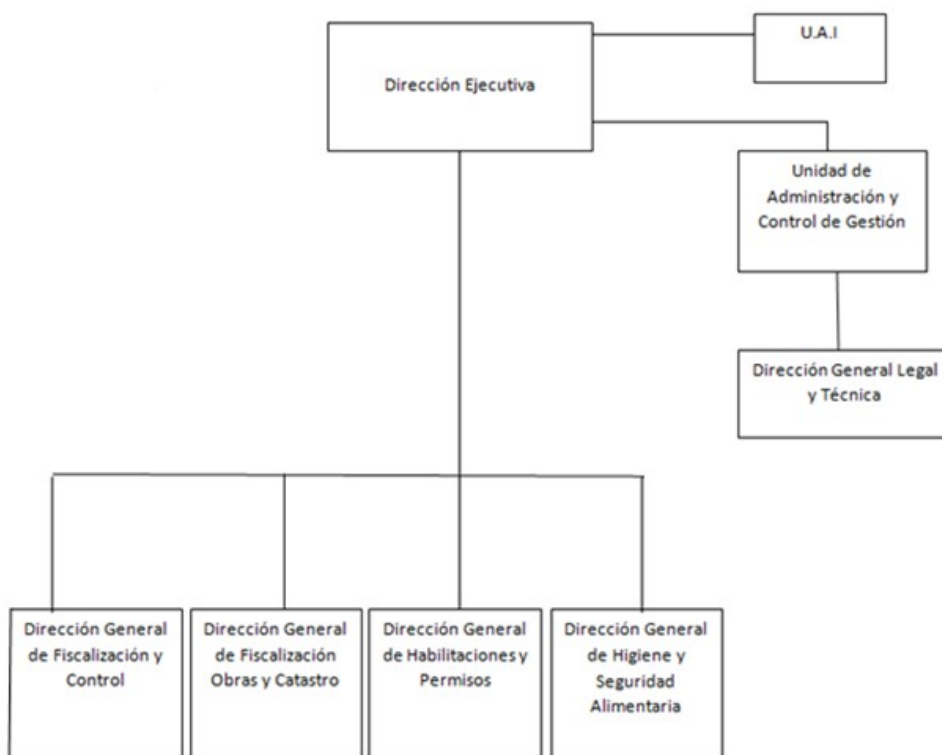 U.A.I
Dirección Ejecutiva
Unidad de
Administración y
Control de Gestión
Dirección General Legal
y Técnica
Dirección General
de Fiscalización y
Control
Dirección General
de Fiscalización
Obras y Catastro
Dirección General
de Habilitaciones y
Permisos
Dirección General
de Higiene y
Seguridad
Alimentaria